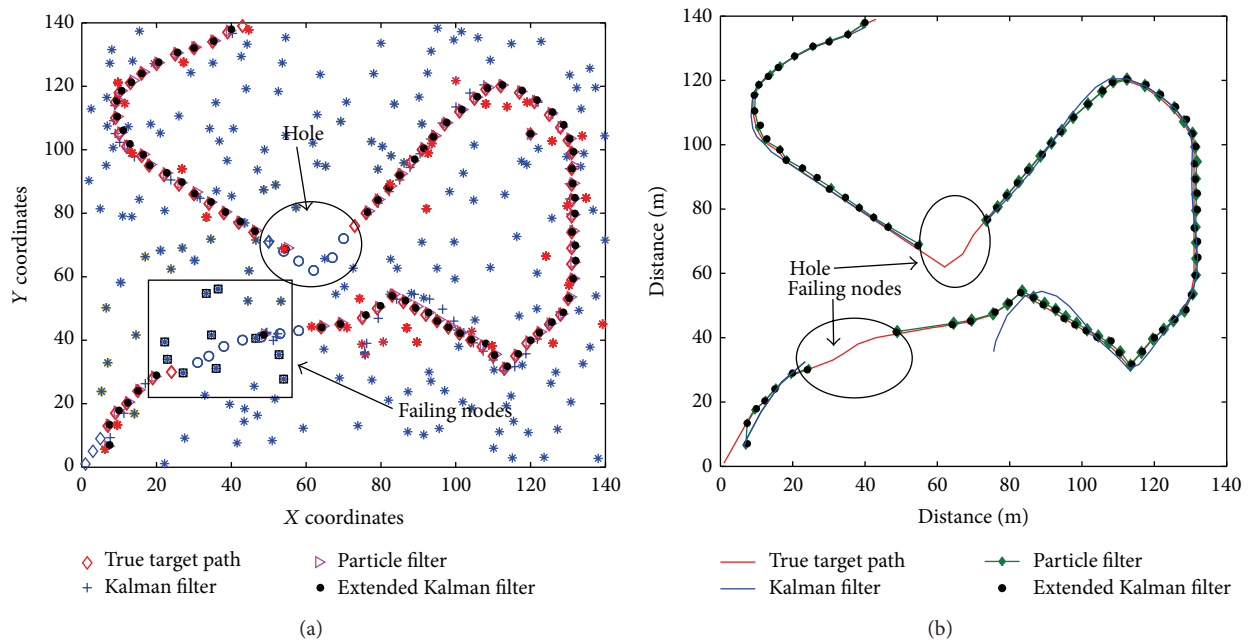 140
120
100
80
60
40
20
0
Y coordinates
0 20 40 60 80 100 120 140
X coordinates
Hole
Failing nodes
True target path
Kalman filter
Particle filter
Extended Kalman filter
(a)
140
120
100
80
60
40
20
0
Distance (m)
0 20 40 60 80 100 120 140
Distance (m)
Hole
Failing nodes
True target path
Kalman filter
Particle filter
Extended Kalman filter
(b)